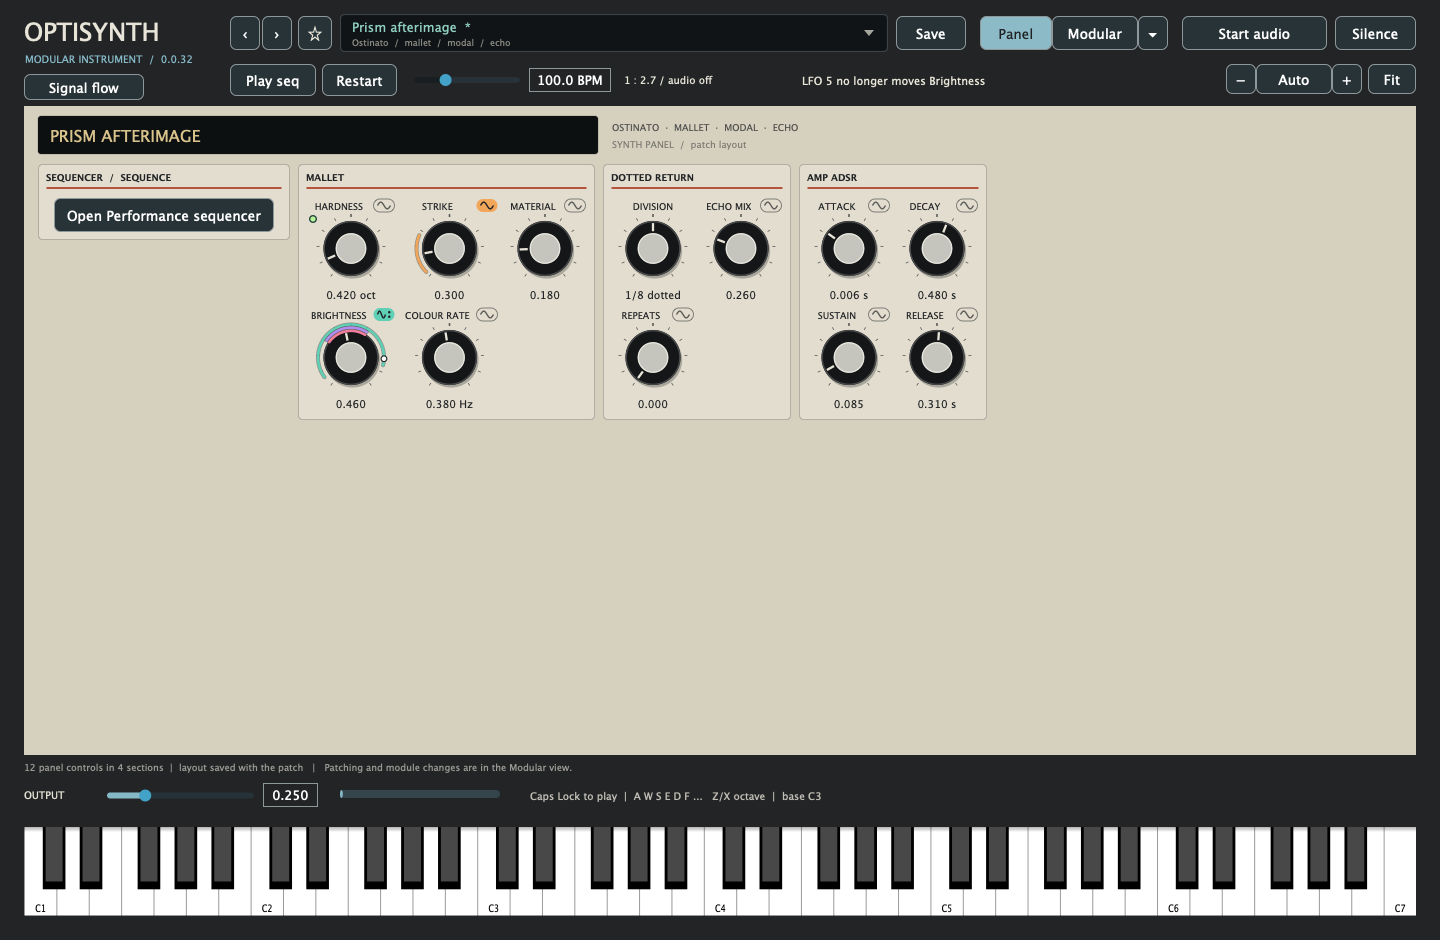 OPTISYNTH
MODULAR INSTRUMENT / 0.0.32
Signal flow
‹
›
☆
Prism afterimage *
Ostinato / mallet / modal / echo
Save
Panel
Modular
Start audio
Silence
Play seq
Restart
100.0 BPM
1 : 2.7 / audio off
LFO 5 no longer moves Brightness
−
Auto
+
Fit
PRISM AFTERIMAGE
OSTINATO · MALLET · MODAL · ECHO
SYNTH PANEL / patch layout
SEQUENCER / SEQUENCE
Open Performance sequencer
MALLET
HARDNESS
STRIKE
MATERIAL
0.420 oct
0.300
0.180
BRIGHTNESS
COLOUR RATE
0.460
0.380 Hz
DOTTED RETURN
DIVISION
ECHO MIX
1/8 dotted
0.260
REPEATS
0.000
AMP ADSR
ATTACK
DECAY
0.006 s
0.480 s
SUSTAIN
RELEASE
0.085
0.310 s
12 panel controls in 4 sections | layout saved with the patch | Patching and module changes are in the Modular view.
OUTPUT
0.250
Caps Lock to play | A W S E D F ... Z/X octave | base C3
C1
C2
C3
C4
C5
C6
C7